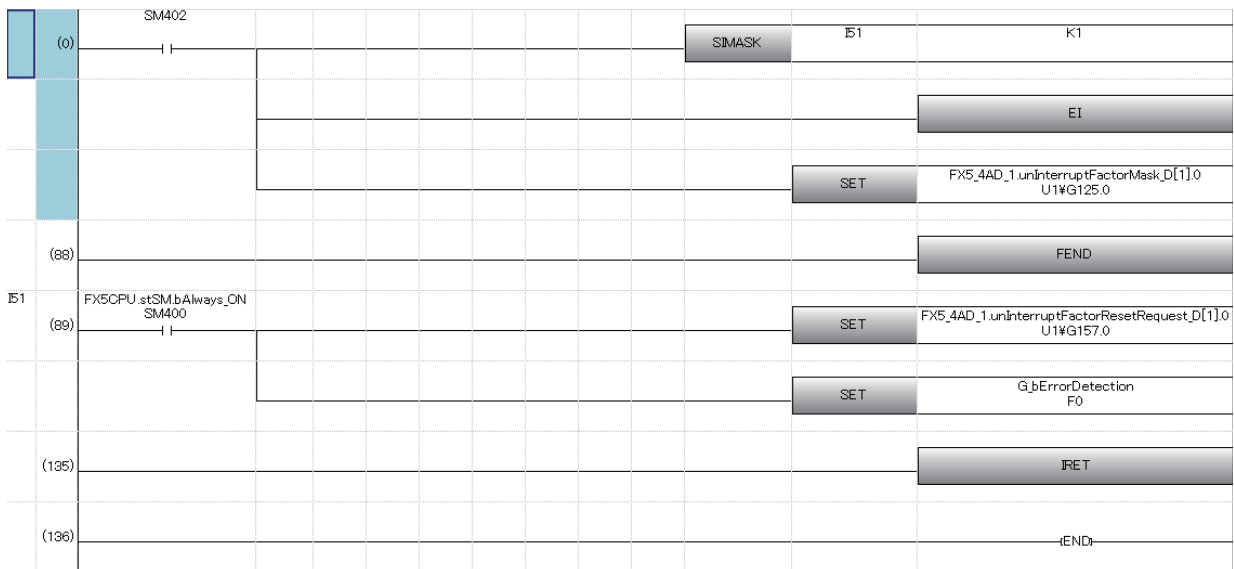 SM402
(0)
SIMASK I51 K1
EI
SET FX5_4AD_1.unInterruptFactorMask_D[1].0
U1¥G125.0
(88) FEND
I51 FX5CPU.stSM.bAlways_ON
SM400
(89) SET FX5_4AD_1.unInterruptFactorResetRequest_D[1].0
U1¥G157.0
SET G_bErrorDetection
F0
(135) IRET
(136) [END]